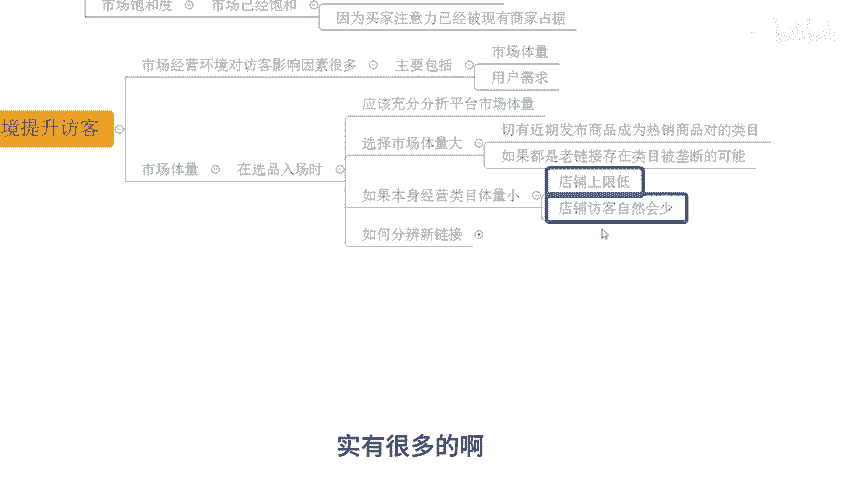 市场饱和度
市场已经饱和
因为买家注意力已经被现有商家占据
市场经营环境对访客影响因素很多
主要包括
市场体量
用户需求
境提升访客
市场体量
在选品入场时
应该充分分析平台市场体量
选择市场体量大
切有近期发布商品成为热销商品对的类目
如果都是老链接存在类目被垄断的可能
如果本身经营类目体量小
店铺上限低
店铺访客自然会少
如何分辨新链接
实有很多的啊